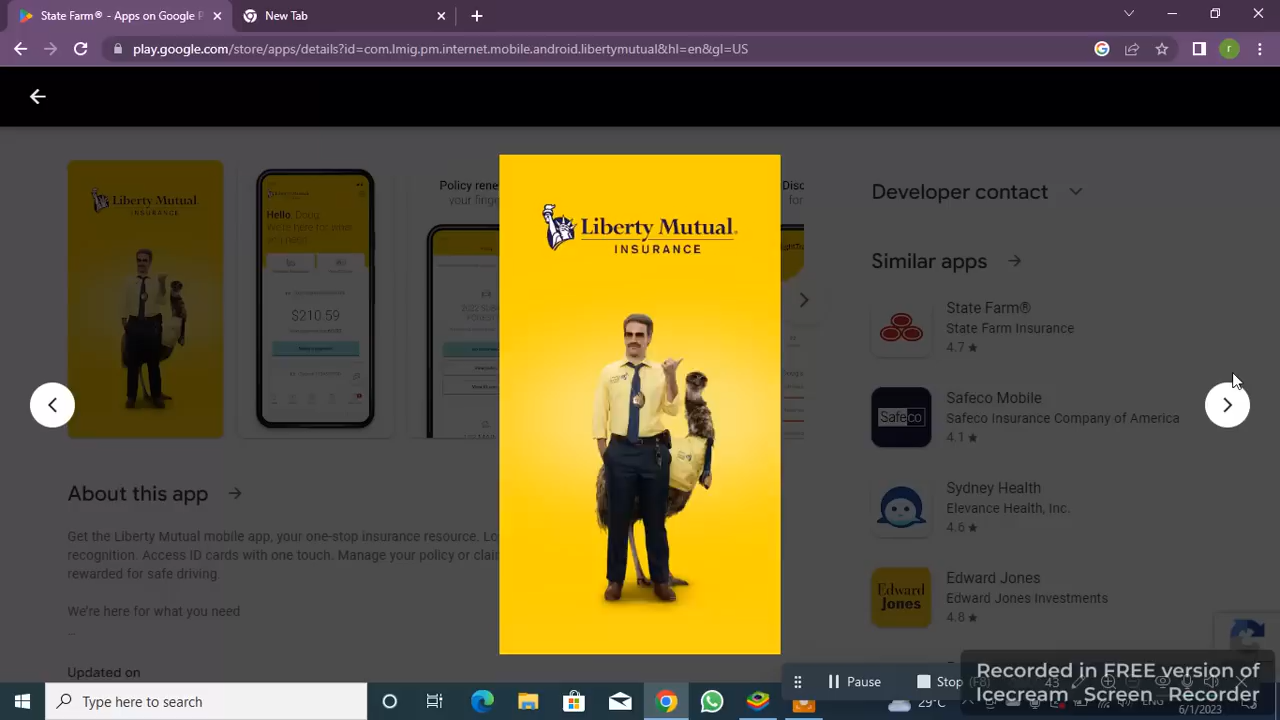 State Farm® - Apps on Google P
New Tab
play.google.com/store/apps/details?id=com.lmig.pm.internet.mobile.android.libertymutual&hl=en&gl=US
r
Liberty Mutual
INSURANCE
Hello Doug
$210.59
Policy rene
your finge
Liberty Mutual.
INSURANCE
Disc
for
Developer contact
Similar apps
State Farm®
State Farm Insurance
4.7 ★
Safeco
Safeco Mobile
Safeco Insurance Company of America
4.1 ★
Sydney Health
Elevance Health, Inc.
4.6 ★
Edward
Jones
Edward Jones
Edward Jones Investments
4.8 ★
About this app
Get the Liberty Mutual mobile app, your one-stop insurance resource. Lo
recognition. Access ID cards with one touch. Manage your policy or claim
rewarded for safe driving.
We're here for what you need
Updated on
Pause
Stop (F8)
Recorded in FREE version of
Icecream Screen Recorder
Type here to search
29°C
ENG
6/1/2023